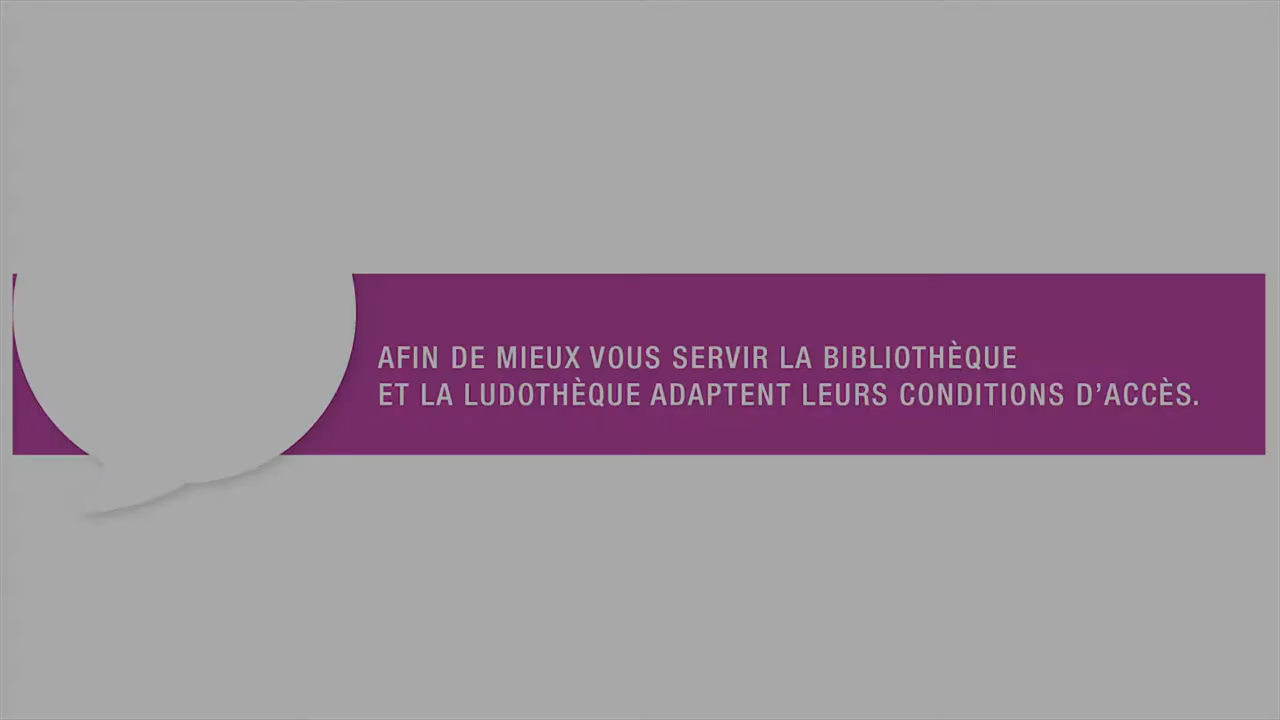 AFIN DE MIEUX VOUS SERVIR LA BIBLIOTHÈQUE
ET LA LUDOTHÈQUE ADAPTENT LEURS CONDITIONS D’ACCÈS.